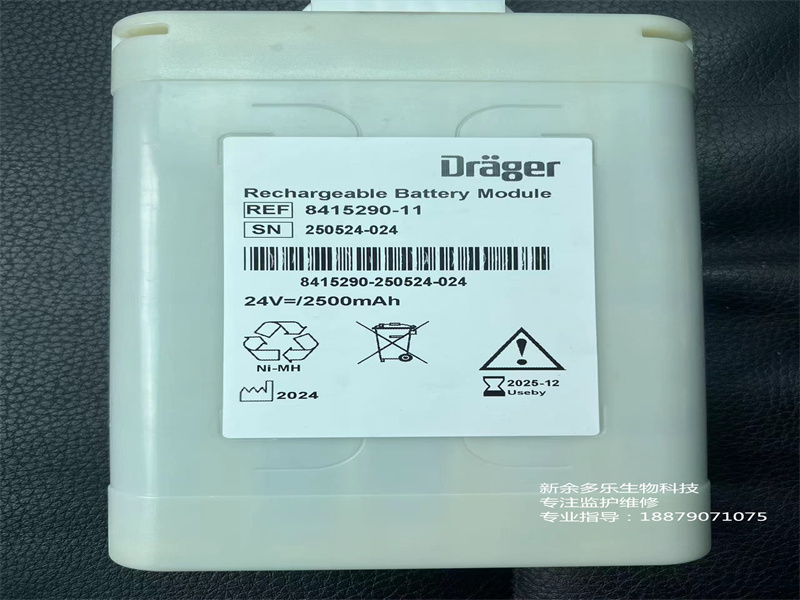 Dräger
Rechargeable Battery Module
REF 8415290-11
SN 250524-024
8415290-250524-024
24V=/2500mAh
Ni-MH
2024
2025-12
Useby
新余多乐生物科技
专注监护维修
专业指导：18879071075